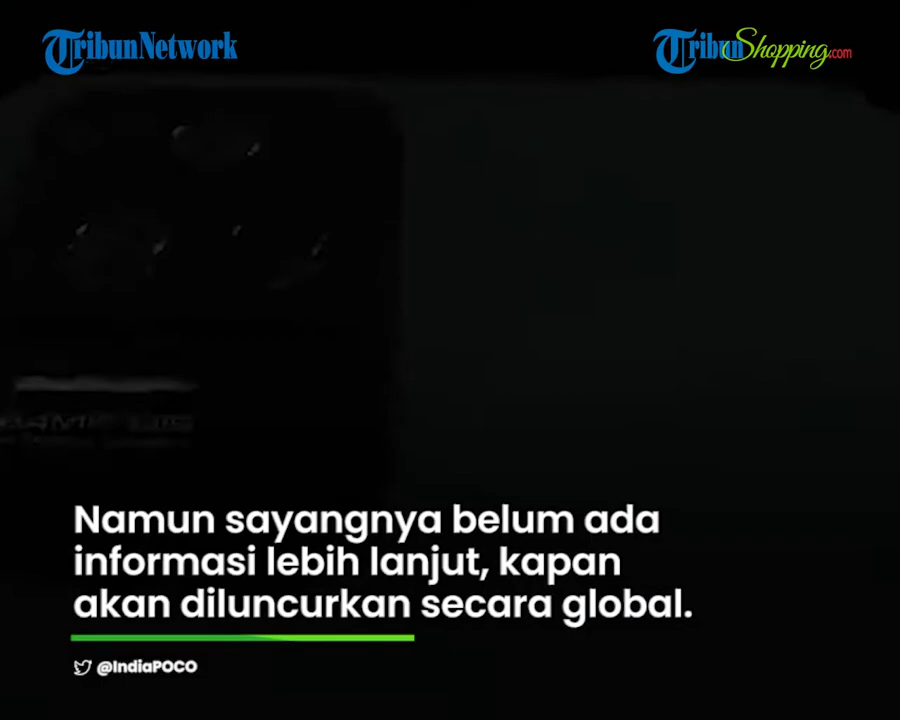 TribunNetwork
TribunShopping.com
Namun sayangnya belum ada
informasi lebih lanjut, kapan
akan diluncurkan secara global.
@IndiaPOCO